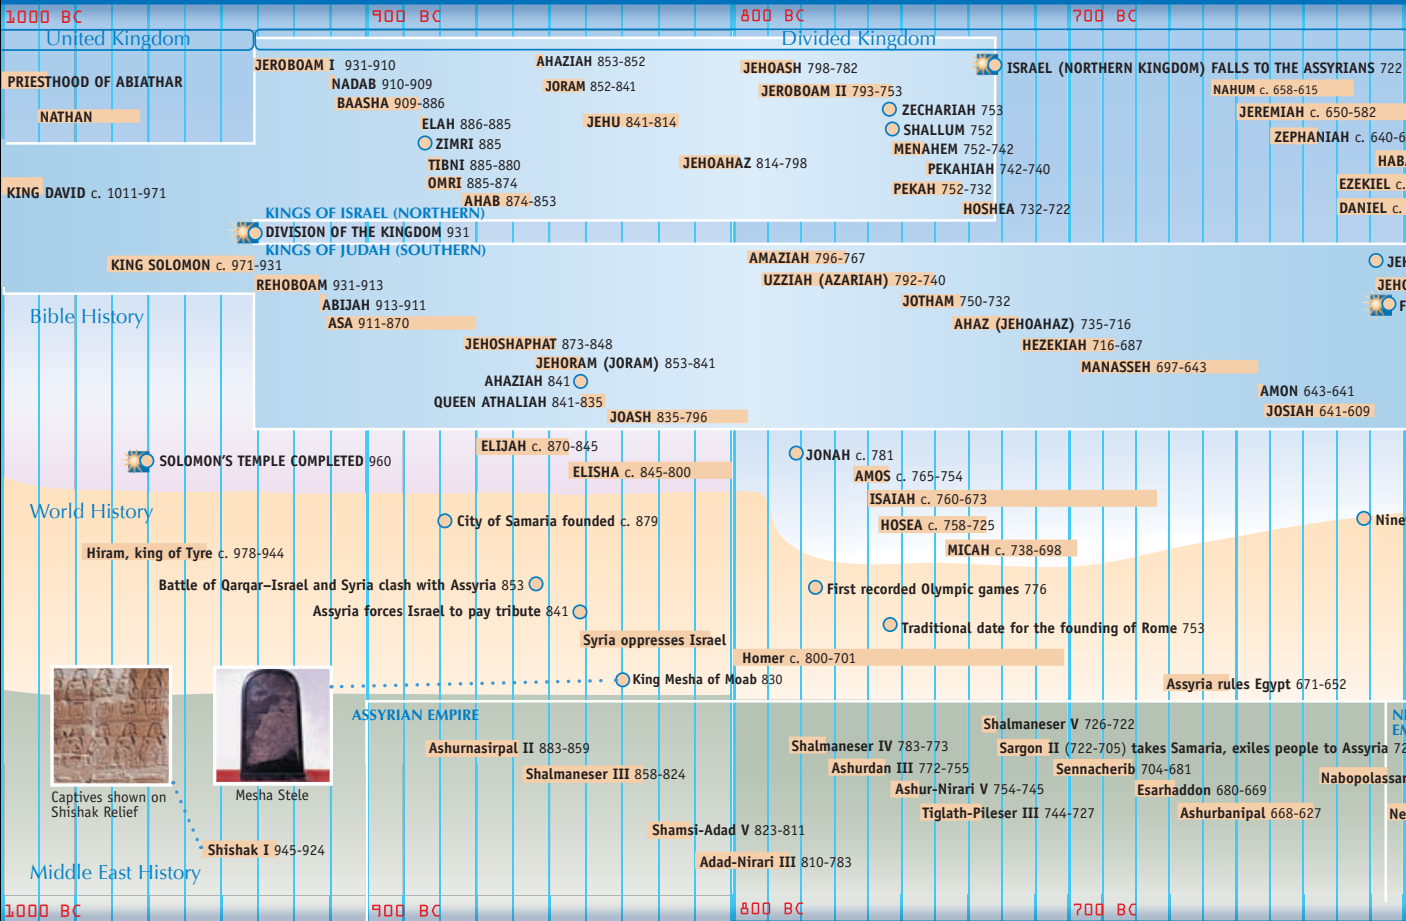 1000 BC
900 BC
800 BC
700 BC
United Kingdom
Divided Kingdom
PRIESTHOOD OF ABIATHAR
NATHAN
KING DAVID c. 1011-971
JEROBOAM I 931-910
NADAB 910-909
BAASHA 909-886
ELAH 886-885
ZIMRI 885
TIBNI 885-880
OMRI 885-874
AHAB 874-853
AHAZIAH 853-852
JORAM 852-841
JEHU 841-814
JEHOAHAZ 814-798
JEHOASH 798-782
JEROBOAM II 793-753
ZECHARIAH 753
SHALLUM 752
MENAHEM 752-742
PEKAHIAH 742-740
PEKAH 752-732
HOSHEA 732-722
ISRAEL (NORTHERN KINGDOM) FALLS TO THE ASSYRIANS 722
NAHUM c. 658-615
JEREMIAH c. 650-582
ZEPHANIAH c. 640-6
HAB
EZEKIEL c.
DANIEL c.
KINGS OF ISRAEL (NORTHERN)
DIVISION OF THE KINGDOM 931
KINGS OF JUDAH (SOUTHERN)
KING SOLOMON c. 971-931
REHOBOAM 931-913
ABIJAH 913-911
ASA 911-870
JEHOSHAPHAT 873-848
JEHORAM (JORAM) 853-841
AHAZIAH 841
QUEEN ATHALIAH 841-835
JOASH 835-796
AMAZIAH 796-767
UZZIAH (AZARIAH) 792-740
JOTHAM 750-732
AHAZ (JEHOAHAZ) 735-716
HEZEKIAH 716-687
MANASSEH 697-643
AMON 643-641
JOSIAH 641-609
JEH
JEHO
F
Bible History
SOLOMON'S TEMPLE COMPLETED 960
ELIJAH c. 870-845
ELISHA c. 845-800
JONAH c. 781
AMOS c. 765-754
ISAIAH c. 760-673
HOSEA c. 758-725
MICAH c. 738-698
World History
City of Samaria founded c. 879
Hiram, king of Tyre c. 978-944
Battle of Qarqar–Israel and Syria clash with Assyria 853
Assyria forces Israel to pay tribute 841
Syria oppresses Israel
King Mesha of Moab 830
First recorded Olympic games 776
Traditional date for the founding of Rome 753
Homer c. 800-701
Assyria rules Egypt 671-652
Nine
Captives shown on
Shishak Relief
Mesha Stele
Shishak I 945-924
Middle East History
ASSYRIAN EMPIRE
Ashurnasirpal II 883-859
Shalmaneser III 858-824
Shamsi-Adad V 823-811
Adad-Nirari III 810-783
Shalmaneser IV 783-773
Ashurdan III 772-755
Ashur-Nirari V 754-745
Tiglath-Pileser III 744-727
Shalmaneser V 726-722
Sargon II (722-705) takes Samaria, exiles people to Assyria 72
Sennacherib 704-681
Esarhaddon 680-669
Ashurbanipal 668-627
Nabopolassar
Ne
1000 BC
900 BC
800 BC
700 BC